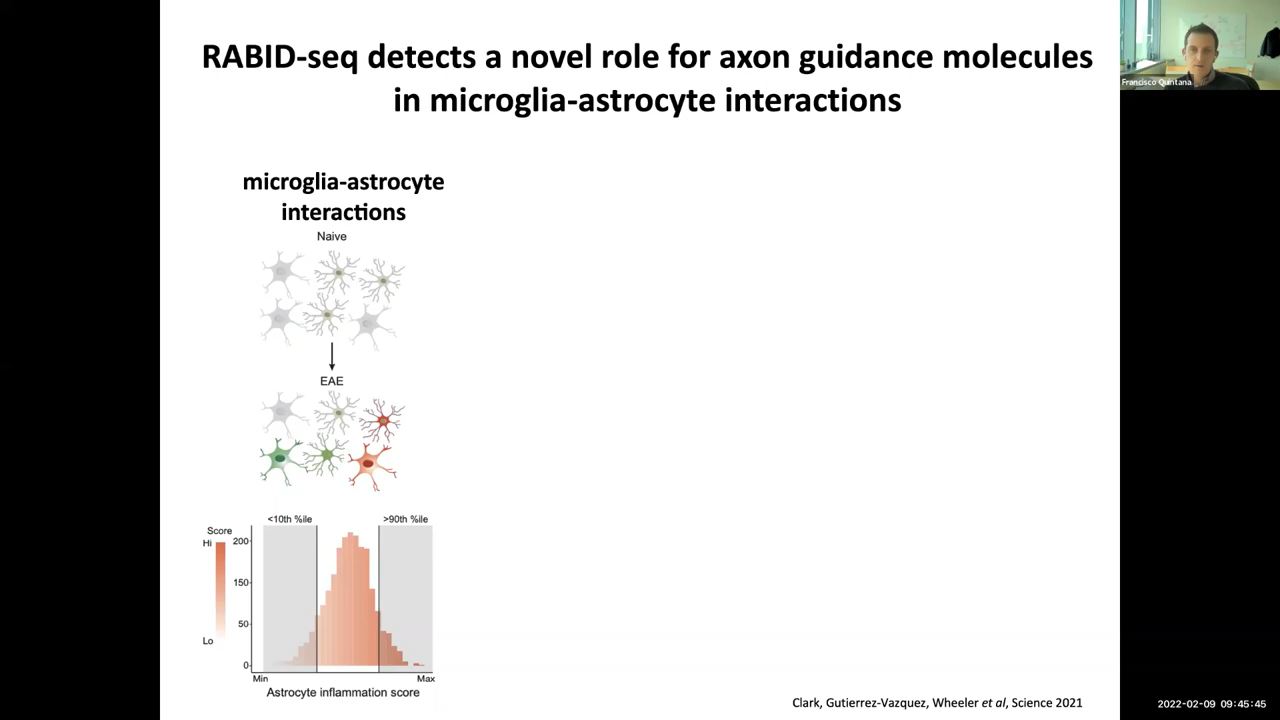 RABID-seq detects a novel role for axon guidance molecules
in microglia-astrocyte interactions
Francisco Quintana
microglia-astrocyte
interactions
Naive
EAE
<10th %ile
>90th %ile
Score
Hi
Lo
200
150
50
0
Min
Max
Astrocyte inflammation score
Clark, Gutierrez-Vazquez, Wheeler et al, Science 2021
2022-02-09 09:45:45